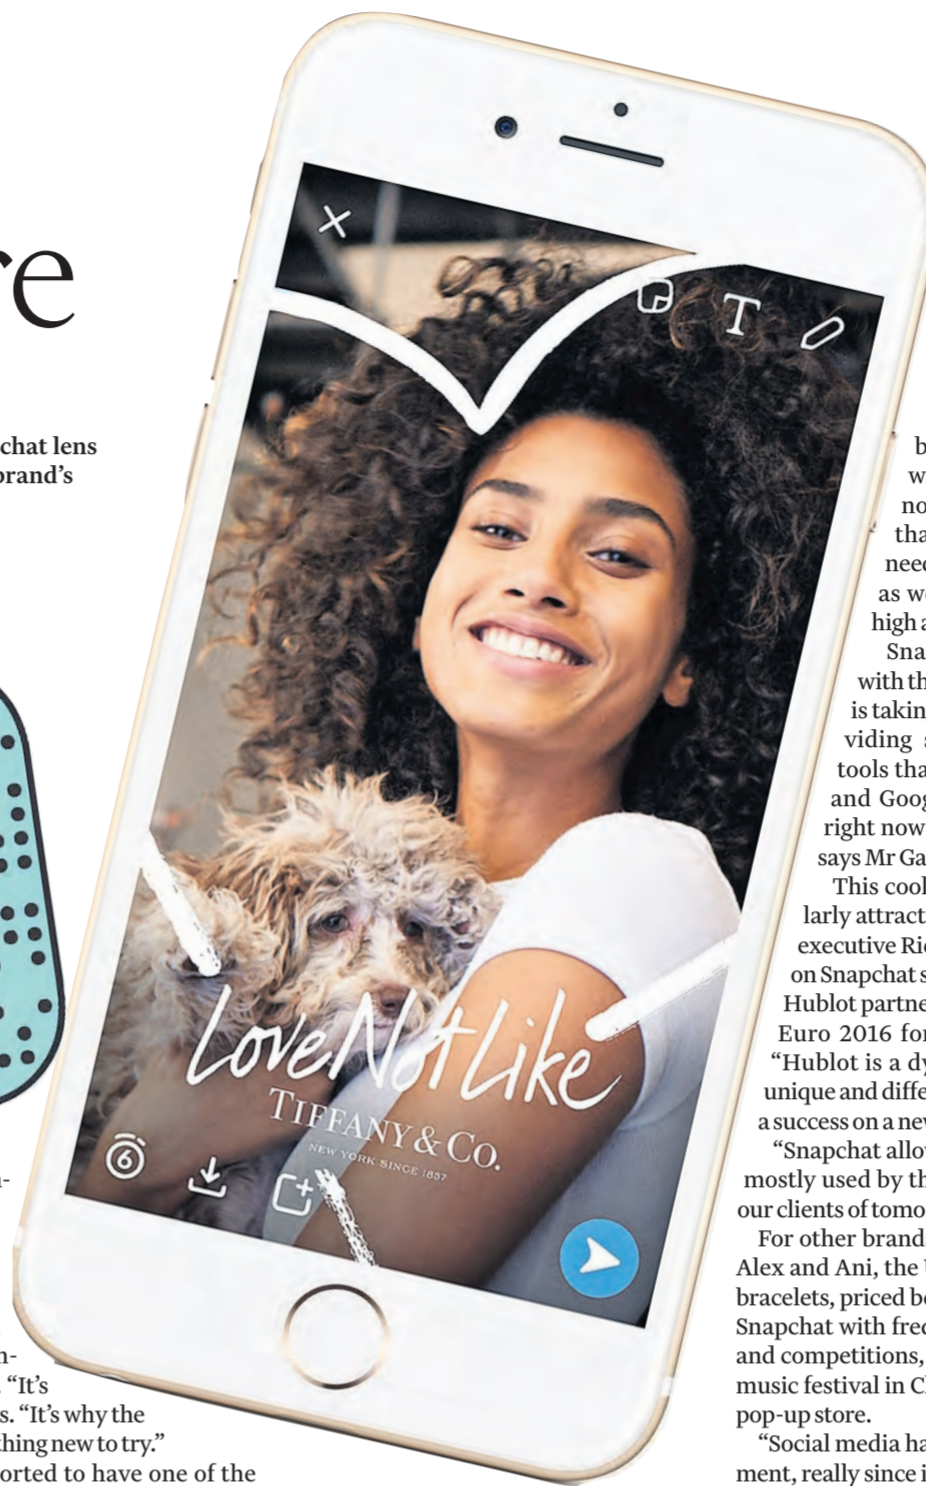 re
chat lens
brand's
T
LoveNotLike
TIFFANY & CO.
NEW YORK SINCE 1837
6
"It's
s. "It's why the
thing new to try."
orted to have one of the
b
w
no
tha
need
as we
high a
Sna
with th
is takin
viding s
tools tha
and Goog
right now
says Mr Ga
This cool
larly attract
executive Ric
on Snapchat s
Hublot partne
Euro 2016 for
"Hublot is a dy
unique and diffe
a success on a new
"Snapchat allow
mostly used by th
our clients of tomo
For other brand
Alex and Ani, the U
bracelets, priced be
Snapchat with freq
and competitions,
music festival in C
pop-up store.
"Social media ha
ment, really since i